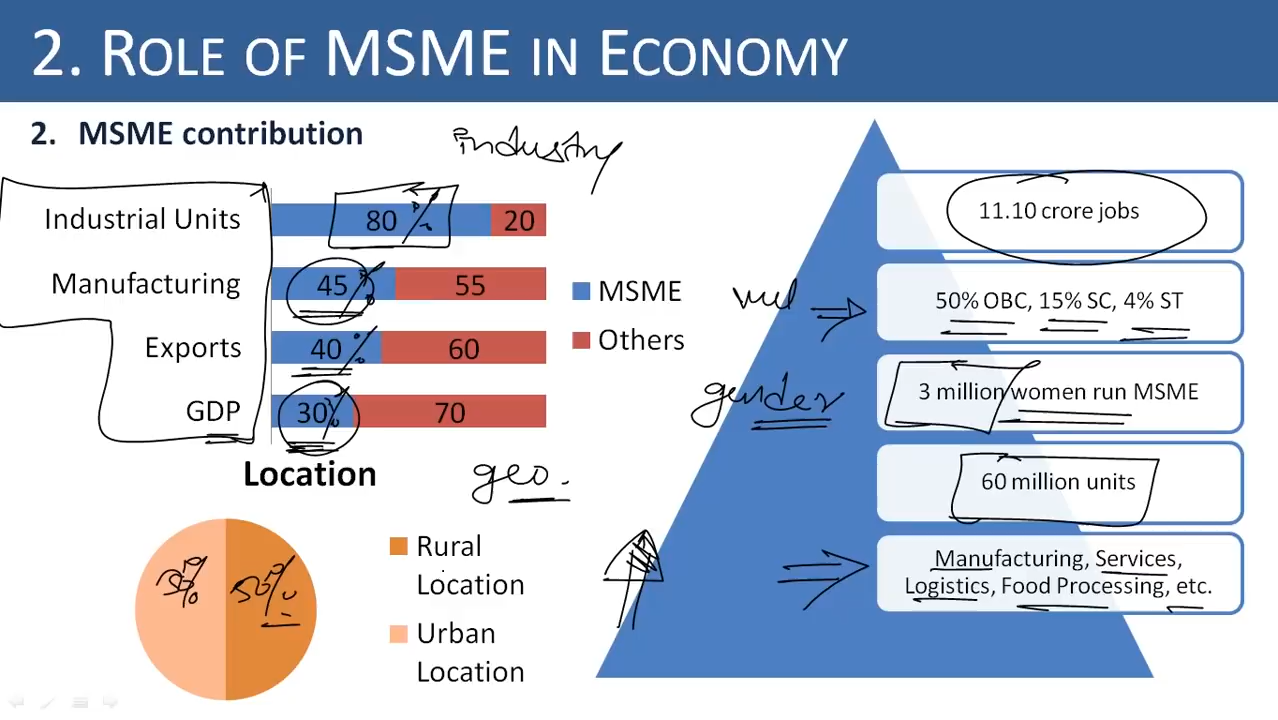 2. ROLE OF MSME IN ECONOMY
2. MSME contribution
industry
Industrial Units
80%
20
Manufacturing
45%
55
Exports
40%
60
GDP
30%
70
MSME
Others
Location
geo.
50%
50%
Rural
Location
Urban
Location
gender
11.10 crore jobs
50% OBC, 15% SC, 4% ST
3 million women run MSME
60 million units
Manufacturing, Services,
Logistics, Food Processing, etc.